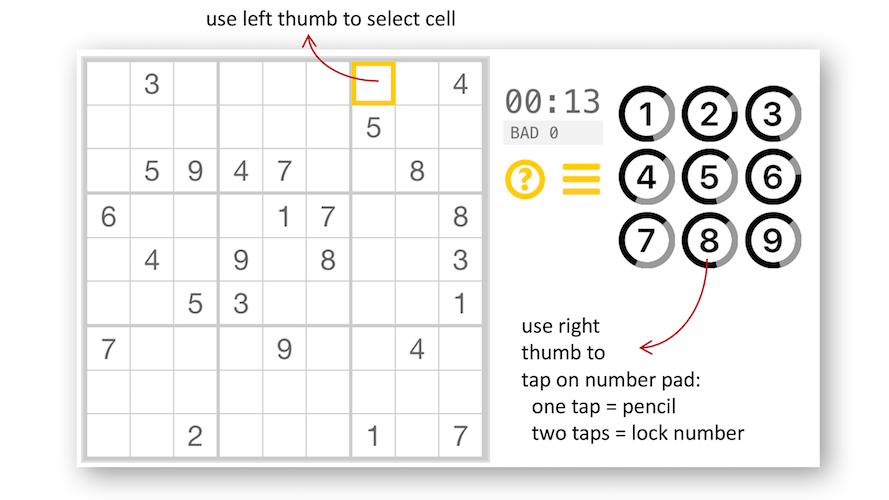 use left thumb to select cell
3 4
5
5 9 4 7 8
6 1 7 8
4 9 8 3
5 3 1
7 9 4
2 1 7
00:13
BAD 0
?
1 2 3
4 5 6
7 8 9
use right
thumb to
tap on number pad:
one tap = pencil
two taps = lock number